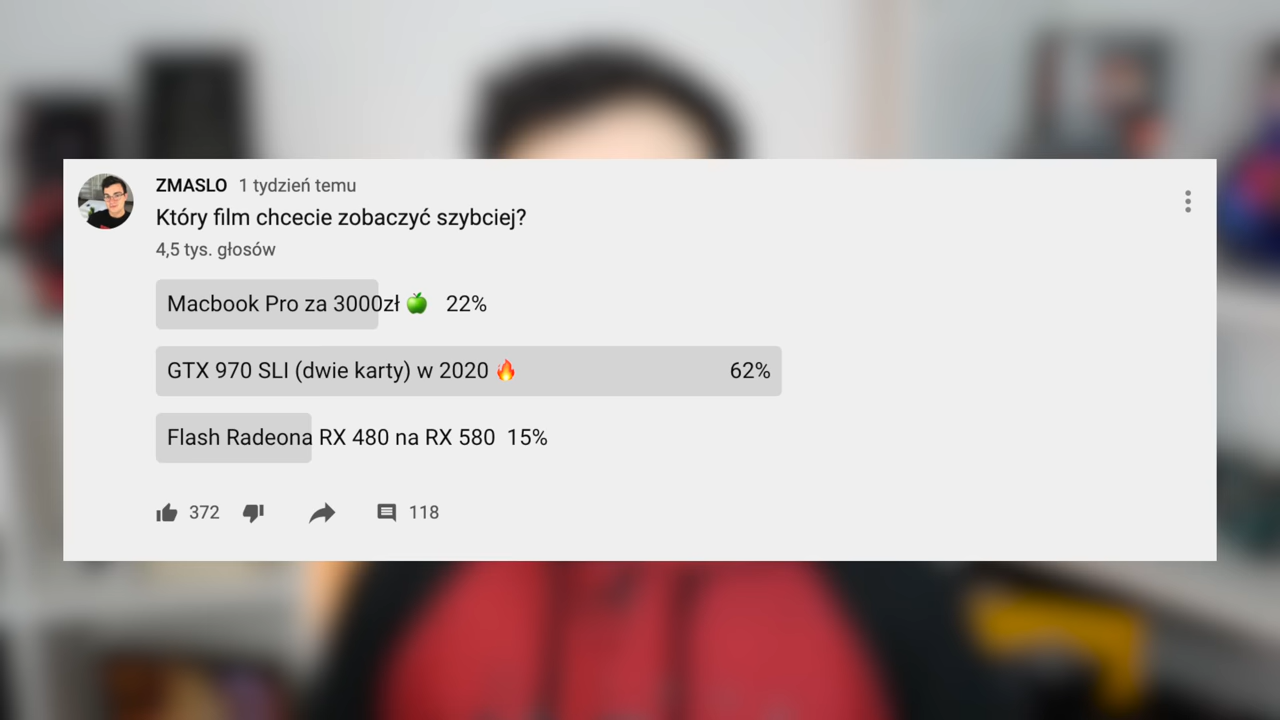 ZMASLO 1 tydzień temu
Który film chcecie zobaczyć szybciej?
4,5 tys. głosów
Macbook Pro za 3000zł 🍏 22%
GTX 970 SLI (dwie karty) w 2020 🔥 62%
Flash Radeona RX 480 na RX 580 15%
372 118